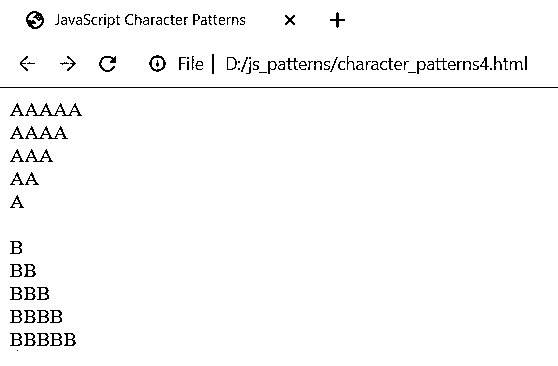 JavaScript Character Patterns
File | D:/js_patterns/character_patterns4.html
AAAAA
AAAA
AAA
AA
A
B
BB
BBB
BBBB
BBBBB